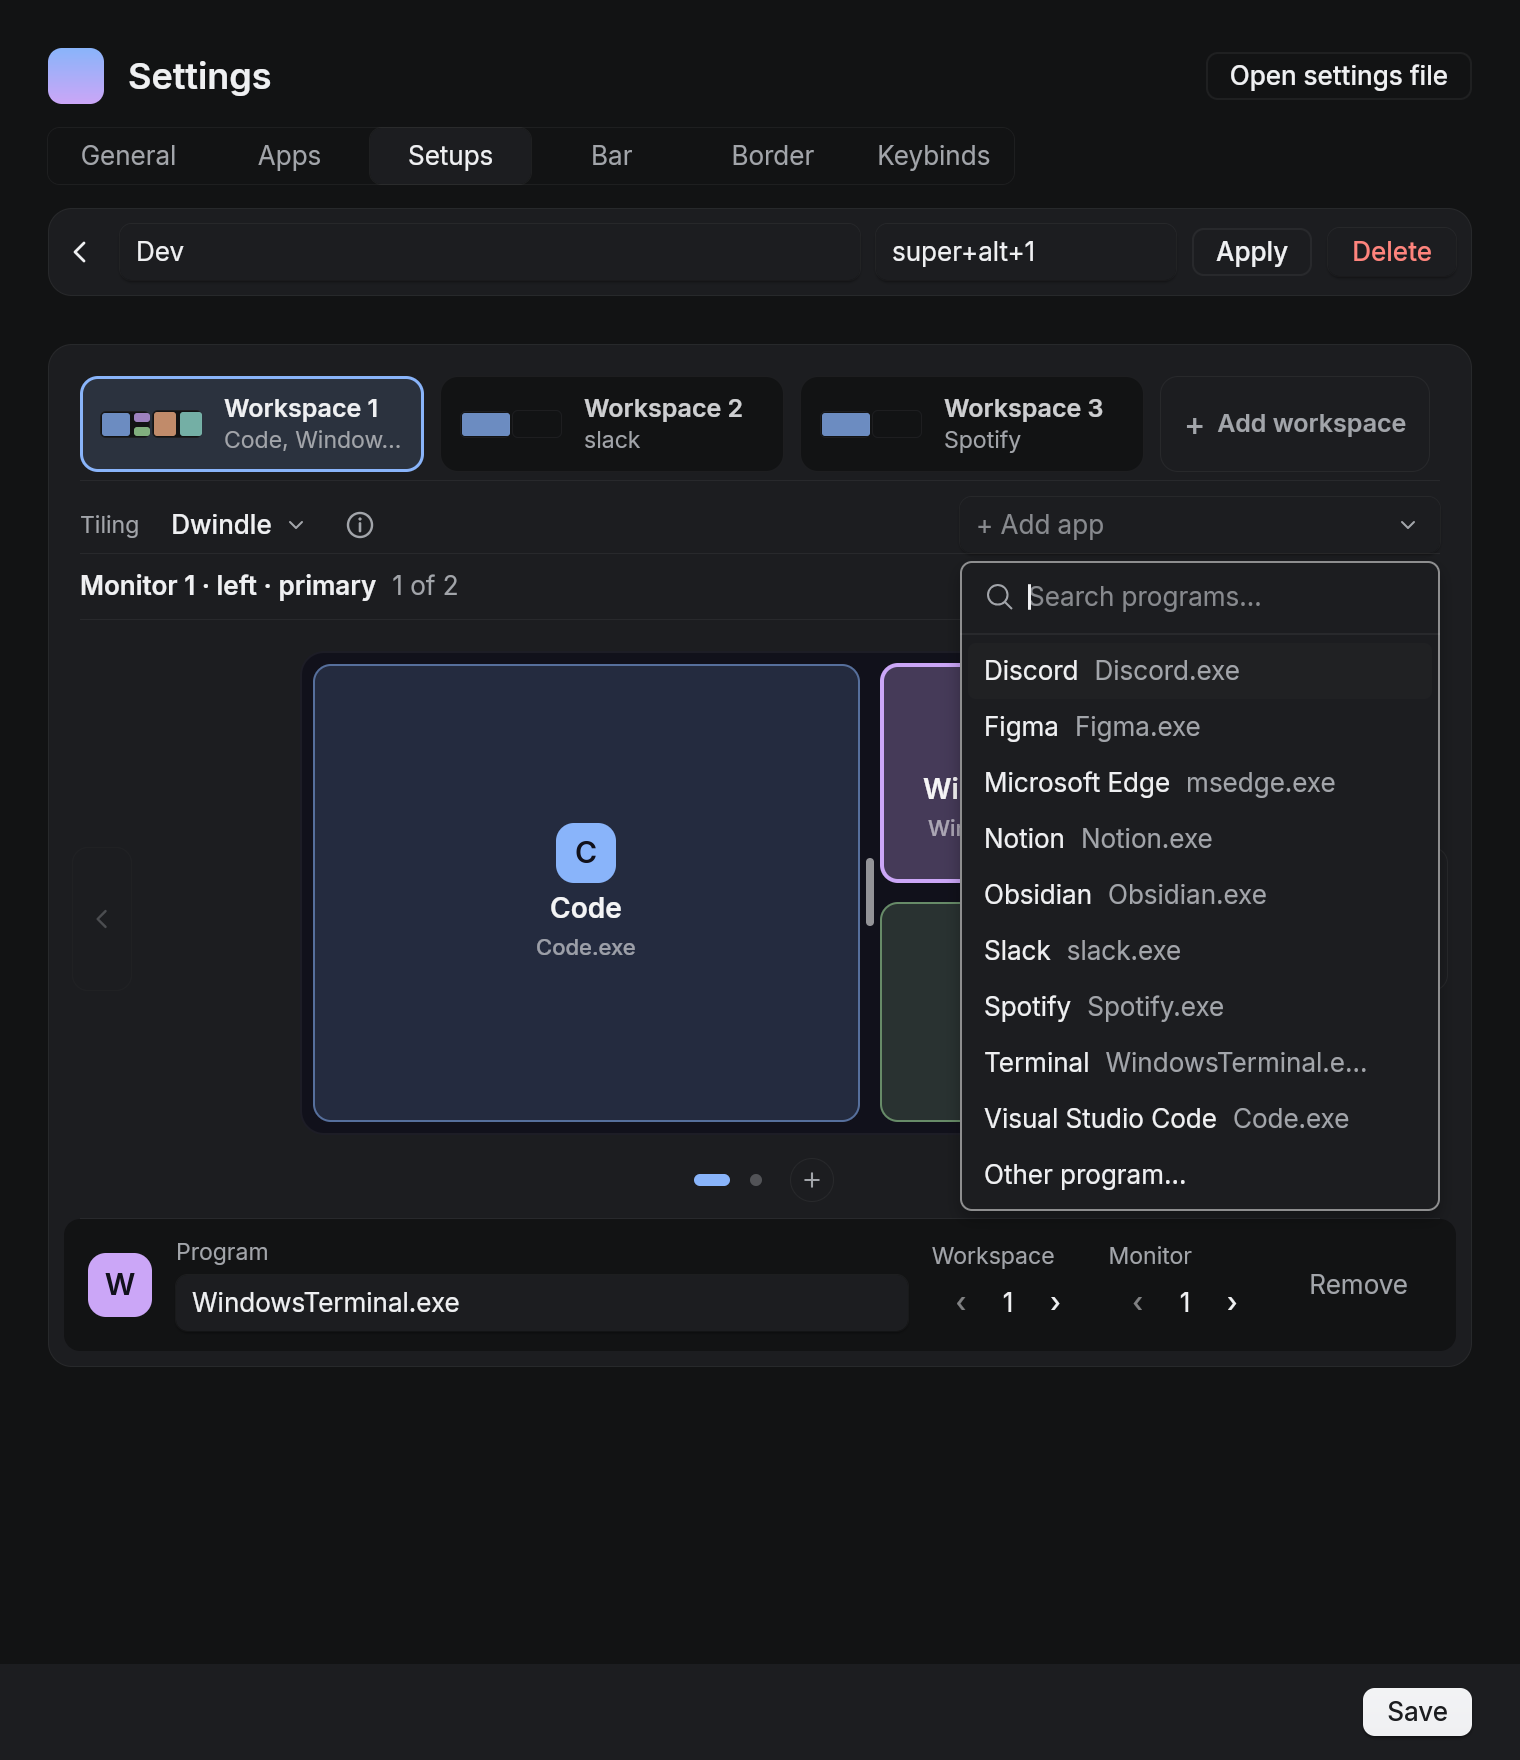 Settings
Open settings file
General Apps Setups Bar Border Keybinds
Dev super+alt+1 Apply Delete
Workspace 1
Code, Window...
Workspace 2
slack
Workspace 3
Spotify
+ Add workspace
Tiling Dwindle
+ Add app
Monitor 1 · left · primary 1 of 2
Search programs...
Discord Discord.exe
Figma Figma.exe
Microsoft Edge msedge.exe
Notion Notion.exe
Obsidian Obsidian.exe
Slack slack.exe
Spotify Spotify.exe
Terminal WindowsTerminal.e...
Visual Studio Code Code.exe
Other program...
C
Code
Code.exe
Wi
+
W
Program
WindowsTerminal.exe
Workspace
‹ 1 ›
Monitor
‹ 1 ›
Remove
Save